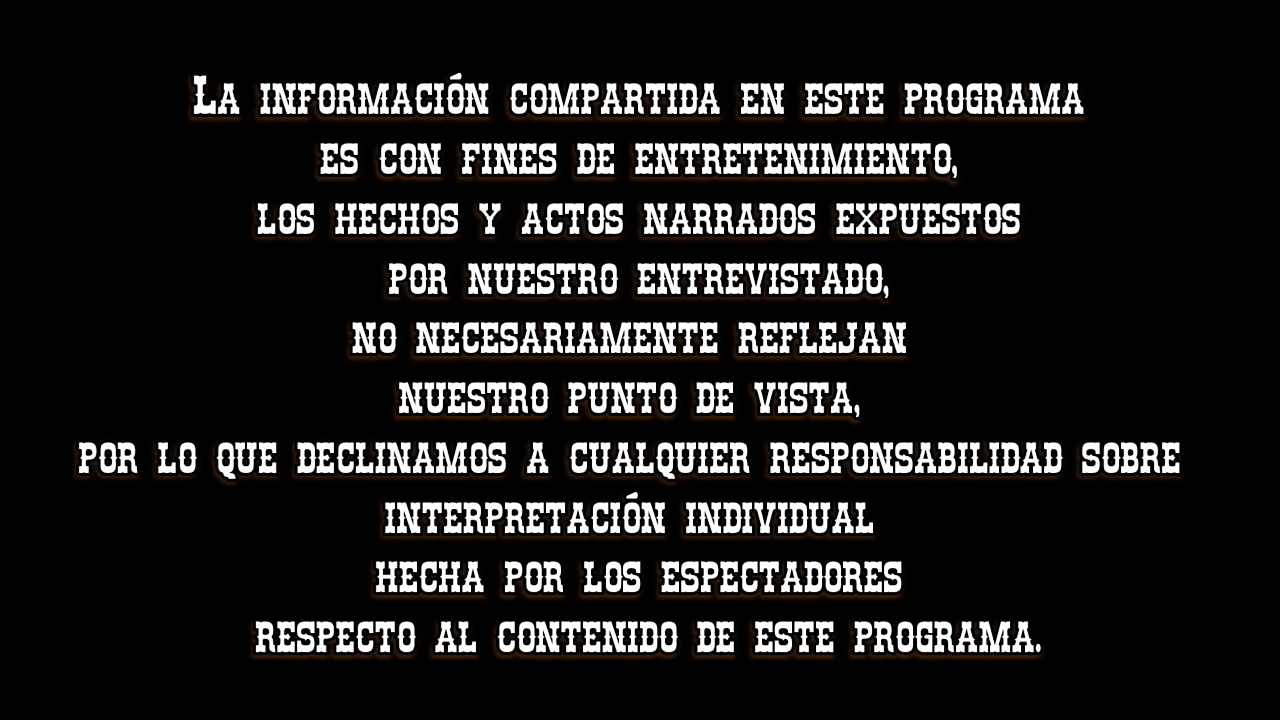 La información compartida en este programa
es con fines de entretenimiento,
los hechos y actos narrados expuestos
por nuestro entrevistado,
no necesariamente reflejan
nuestro punto de vista,
por lo que declinamos a cualquier responsabilidad sobre
interpretación individual
hecha por los espectadores
respecto al contenido de este programa.